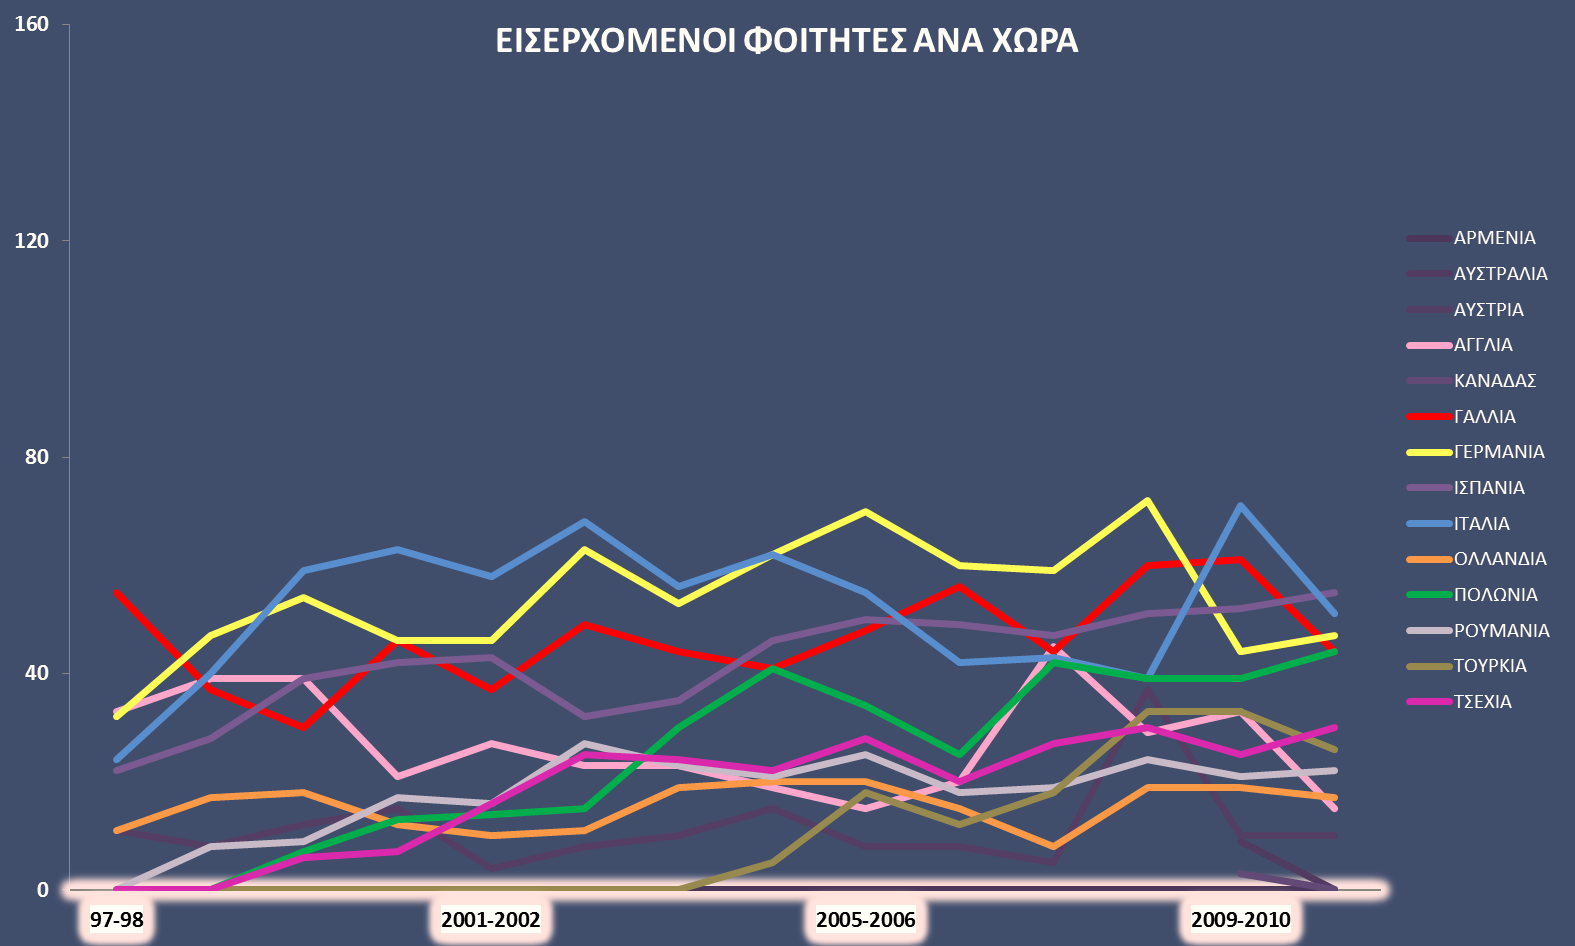 ΕΙΣΕΡΧΟΜΕΝΟΙ ΦΟΙΤΗΤΕΣ ΑΝΑ ΧΩΡΑ
160
120
80
40
0
97-98
2001-2002
2005-2006
2009-2010
ΑΡΜΕΝΙΑ
ΑΥΣΤΡΑΛΙΑ
ΑΥΣΤΡΙΑ
ΑΓΓΛΙΑ
ΚΑΝΑΔΑΣ
ΓΑΛΛΙΑ
ΓΕΡΜΑΝΙΑ
ΙΣΠΑΝΙΑ
ΙΤΑΛΙΑ
ΟΛΛΑΝΔΙΑ
ΠΟΛΩΝΙΑ
ΡΟΥΜΑΝΙΑ
ΤΟΥΡΚΙΑ
ΤΣΕΧΙΑ